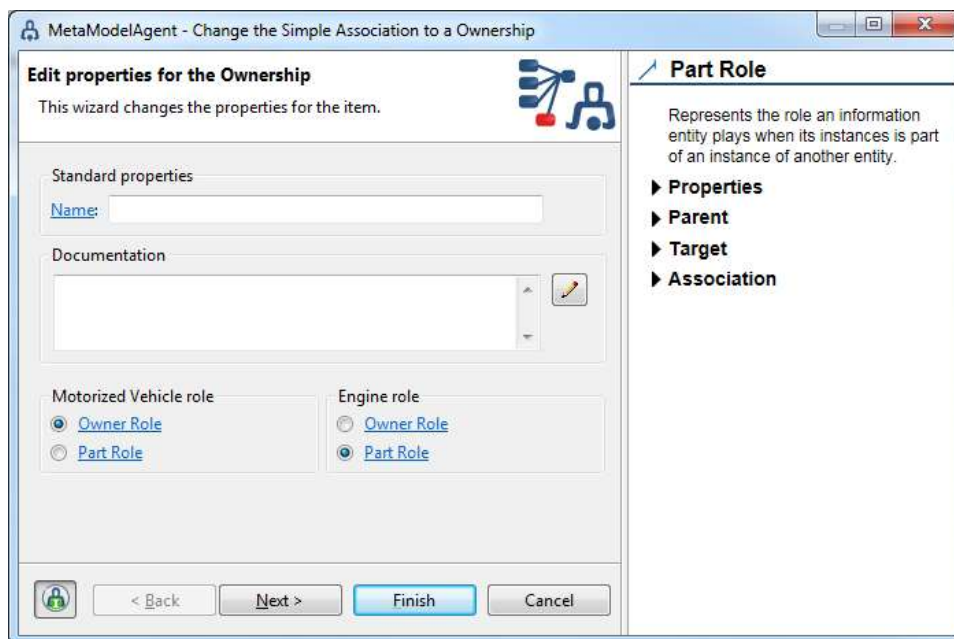 MetaModelAgent - Change the Simple Association to a Ownership
Edit properties for the Ownership
This wizard changes the properties for the item.
Standard properties
Name:
Documentation
Motorized Vehicle role
Owner Role
Part Role
Engine role
Owner Role
Part Role
< Back
Next >
Finish
Cancel
Part Role
Represents the role an information
entity plays when its instances is part
of an instance of another entity.
Properties
Parent
Target
Association